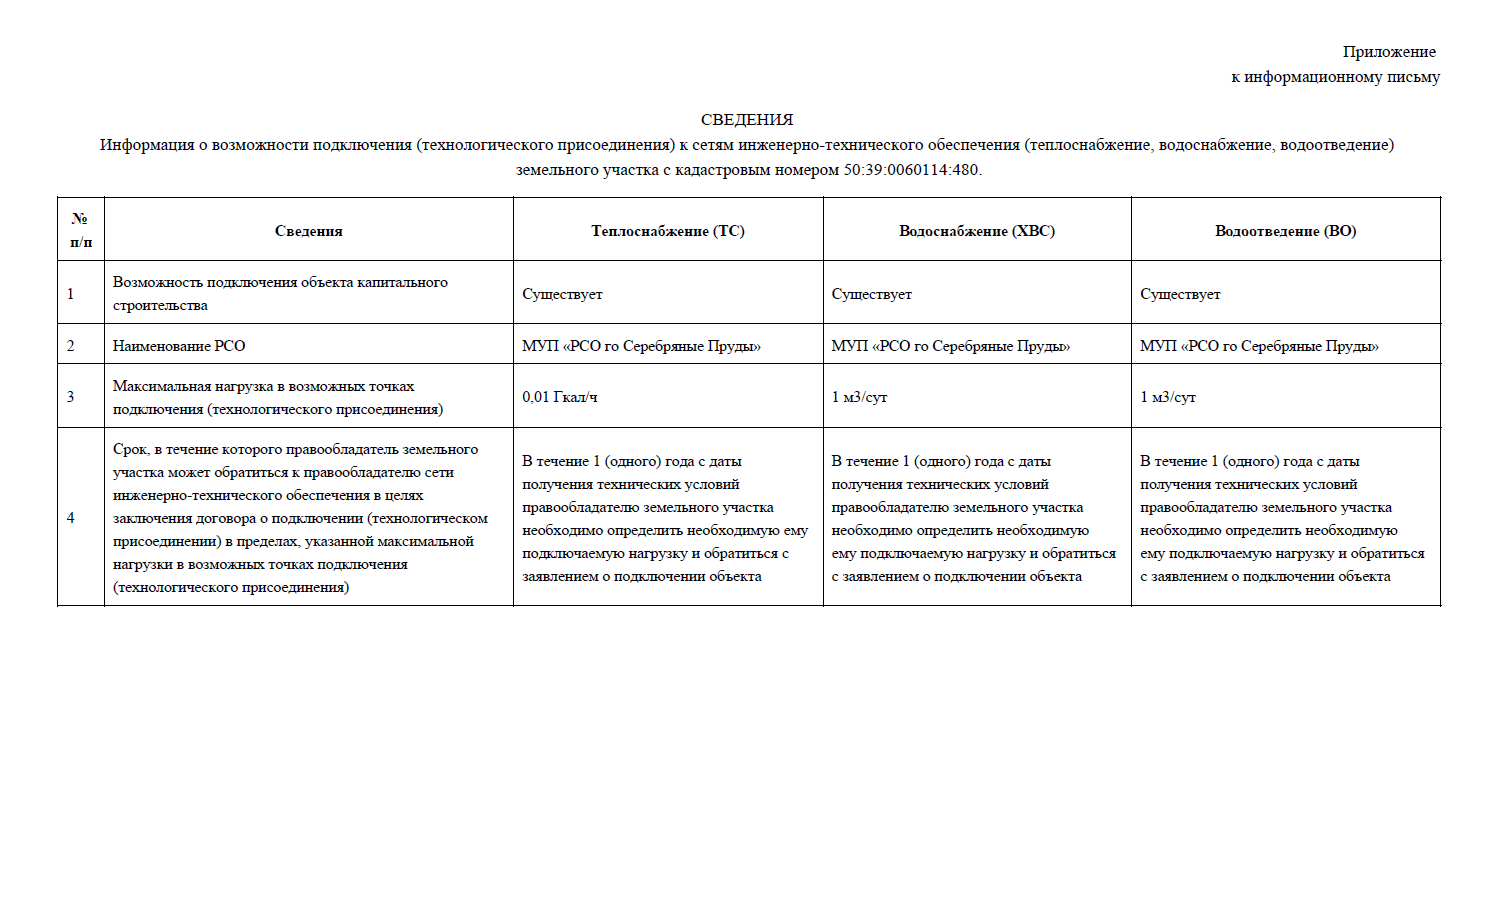 Приложение
к информационному письму
СВЕДЕНИЯ
Информация о возможности подключения (технологического присоединения) к сетям инженерно-технического обеспечения (теплоснабжение, водоснабжение, водоотведение)
земельного участка с кадастровым номером 50:39:0060114:480.
№
п/п
Сведения
Теплоснабжение (ТС)
Водоснабжение (ХВС)
Водоотведение (ВО)
1
Возможность подключения объекта капитального
строительства
Существует
Существует
Существует
2
Наименование РСО
МУП «РСО го Серебряные Пруды»
МУП «РСО го Серебряные Пруды»
МУП «РСО го Серебряные Пруды»
3
Максимальная нагрузка в возможных точках
подключения (технологического присоединения)
0,01 Гкал/ч
1 м3/сут
1 м3/сут
4
Срок, в течение которого правообладатель земельного
участка может обратиться к правообладателю сети
инженерно-технического обеспечения в целях
заключения договора о подключении (технологическом
присоединении) в пределах, указанной максимальной
нагрузки в возможных точках подключения
(технологического присоединения)
В течение 1 (одного) года с даты
получения технических условий
правообладателю земельного участка
необходимо определить необходимую ему
подключаемую нагрузку и обратиться с
заявлением о подключении объекта
В течение 1 (одного) года с даты
получения технических условий
правообладателю земельного участка
необходимо определить необходимую
ему подключаемую нагрузку и обратиться
с заявлением о подключении объекта
В течение 1 (одного) года с даты
получения технических условий
правообладателю земельного участка
необходимо определить необходимую
ему подключаемую нагрузку и обратиться
с заявлением о подключении объекта